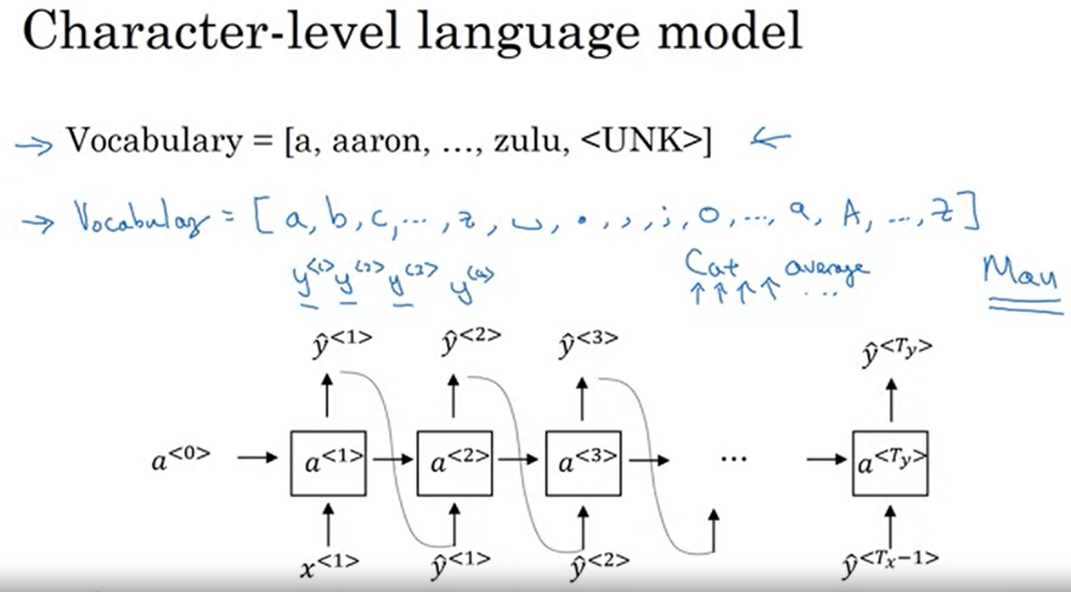 Character-level language model
→ Vocabulary = [a, aaron, …, zulu, <UNK>] ←
→ Vocabulary = [a, b, c, ..., z, ␣, ., ,, ;, 0, ..., 9, A, ..., Z]
y<1> y<2> y<3> y<4> Cat average Mau
↑↑↑↑ ...
ŷ<1> ŷ<2> ŷ<3> ŷ<Ty>
a<0> a<1> a<2> a<3> ... a<Ty>
x<1> ŷ<1> ŷ<2> ŷ<Tx−1>